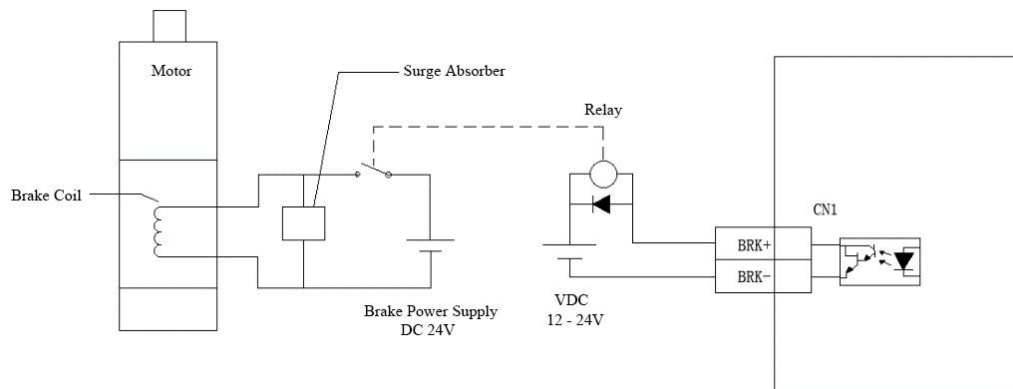 Motor
Surge Absorber
Relay
Brake Coil
CN1
BRK+
BRK-
Brake Power Supply
DC 24V
VDC
12 - 24V